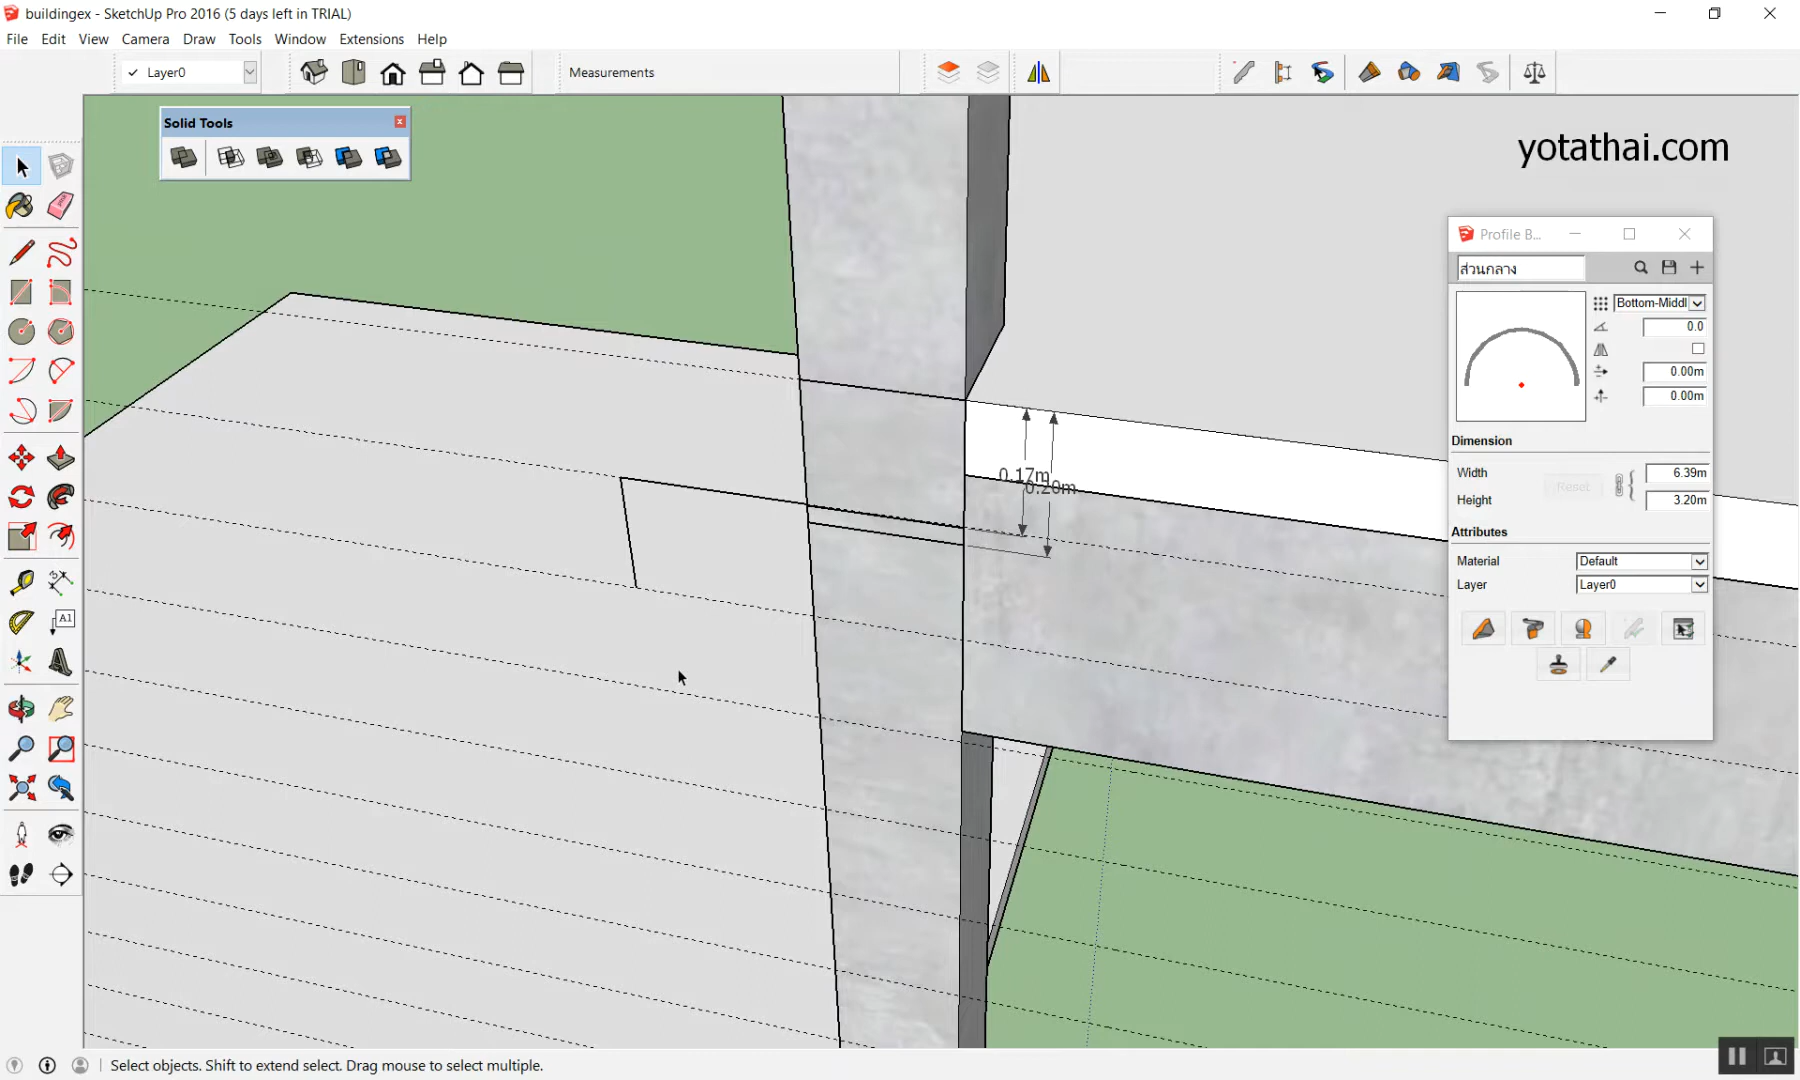 buildingex - SketchUp Pro 2016 (5 days left in TRIAL)
File Edit View Camera Draw Tools Window Extensions Help
Layer0
Measurements
Solid Tools
yotathai.com
Profile B...
ส่วนกลาง
Bottom-Middl
0.0
0.00m
0.00m
Dimension
Width 6.39m
Reset
Height 3.20m
Attributes
Material Default
Layer Layer0
0.17m
0.20m
A1
Select objects. Shift to extend select. Drag mouse to select multiple.